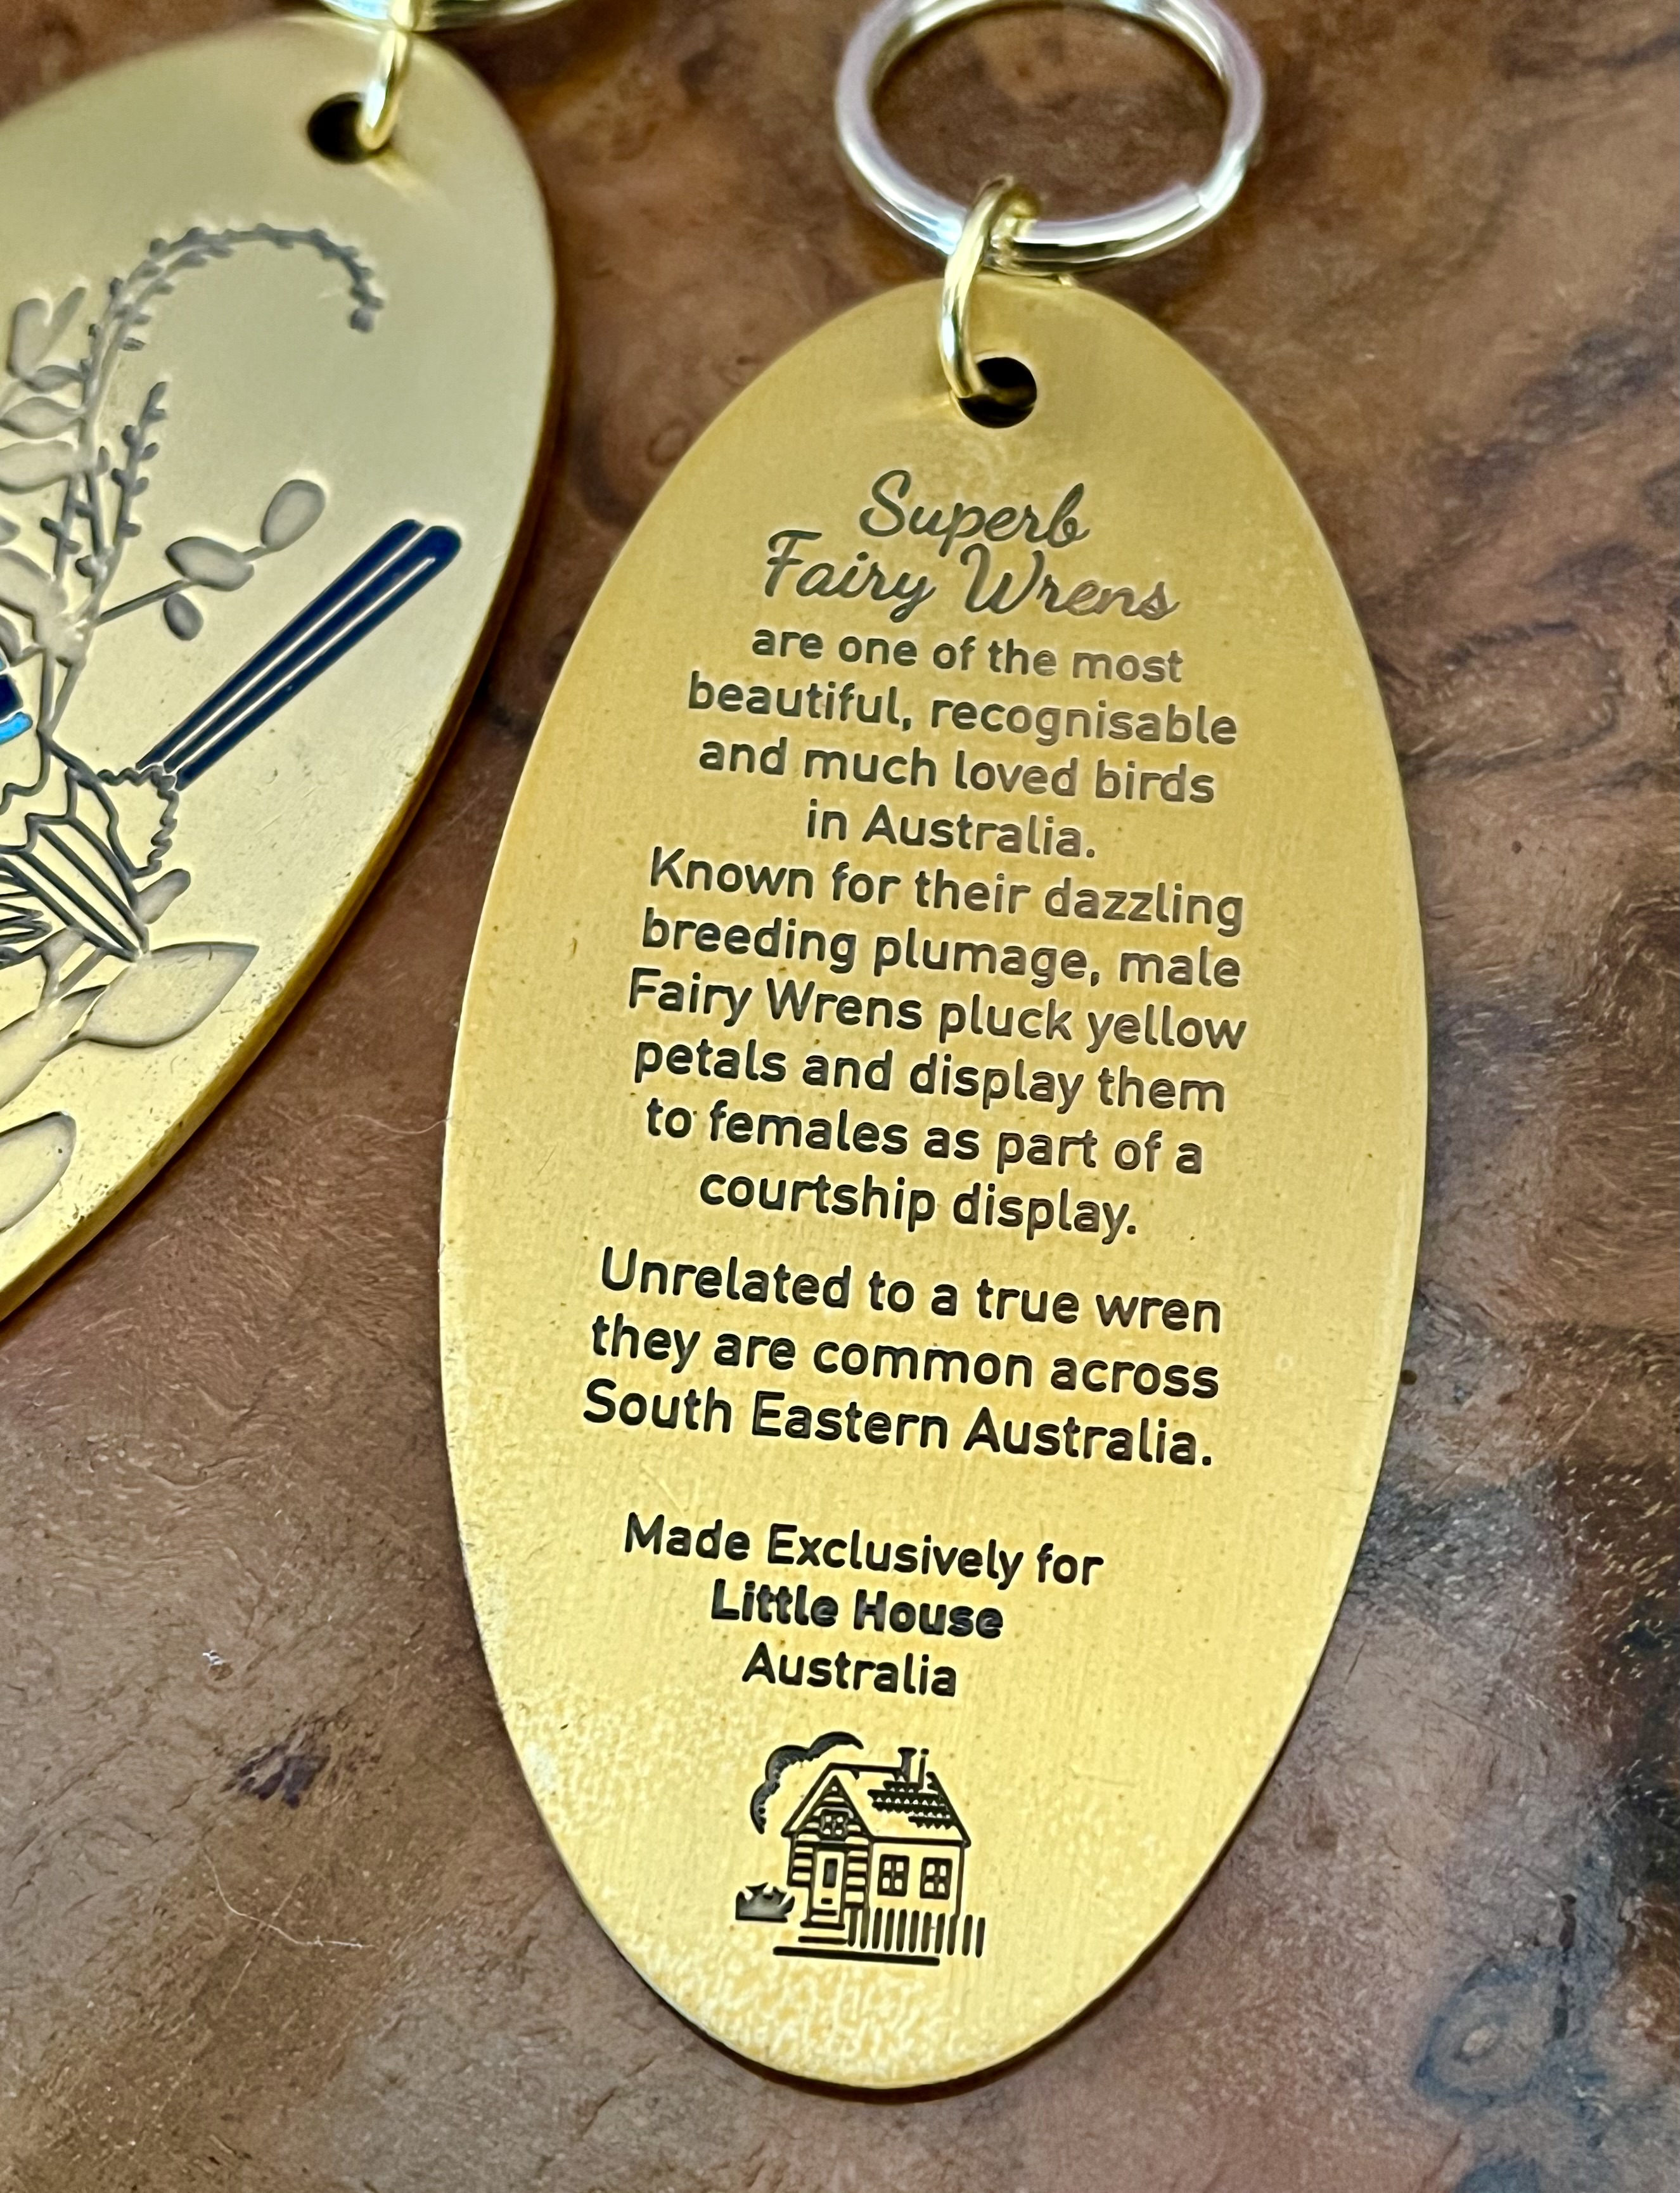 Superb
Fairy Wrens
are one of the most
beautiful, recognisable
and much loved birds
in Australia.
Known for their dazzling
breeding plumage, male
Fairy Wrens pluck yellow
petals and display them
to females as part of a
courtship display.
Unrelated to a true wren
they are common across
South Eastern Australia.
Made Exclusively for
Little House
Australia